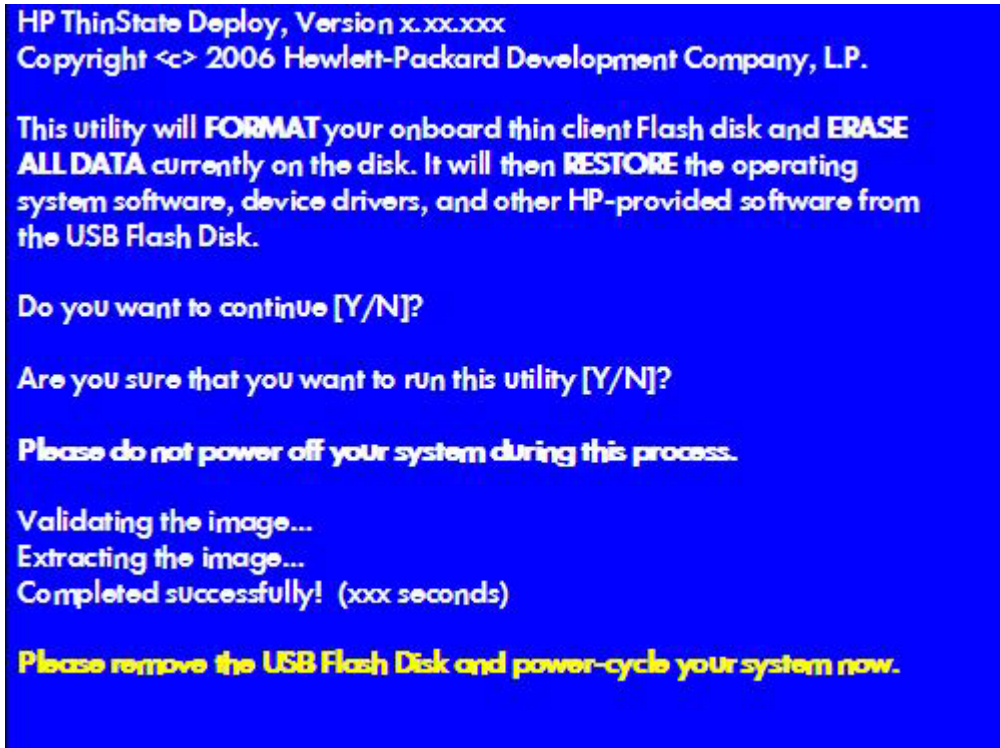 HP ThinState Deploy, Version x.xx.xxx
Copyright <c> 2006 Hewlett-Packard Development Company, L.P.
This utility will FORMAT your onboard thin client Flash disk and ERASE
ALL DATA currently on the disk. It will then RESTORE the operating
system software, device drivers, and other HP-provided software from
the USB Flash Disk.
Do you want to continue [Y/N]?
Are you sure that you want to run this utility [Y/N]?
Please do not power off your system during this process.
Validating the image...
Extracting the image...
Completed successfully! (xxx seconds)
Please remove the USB Flash Disk and power-cycle your system now.